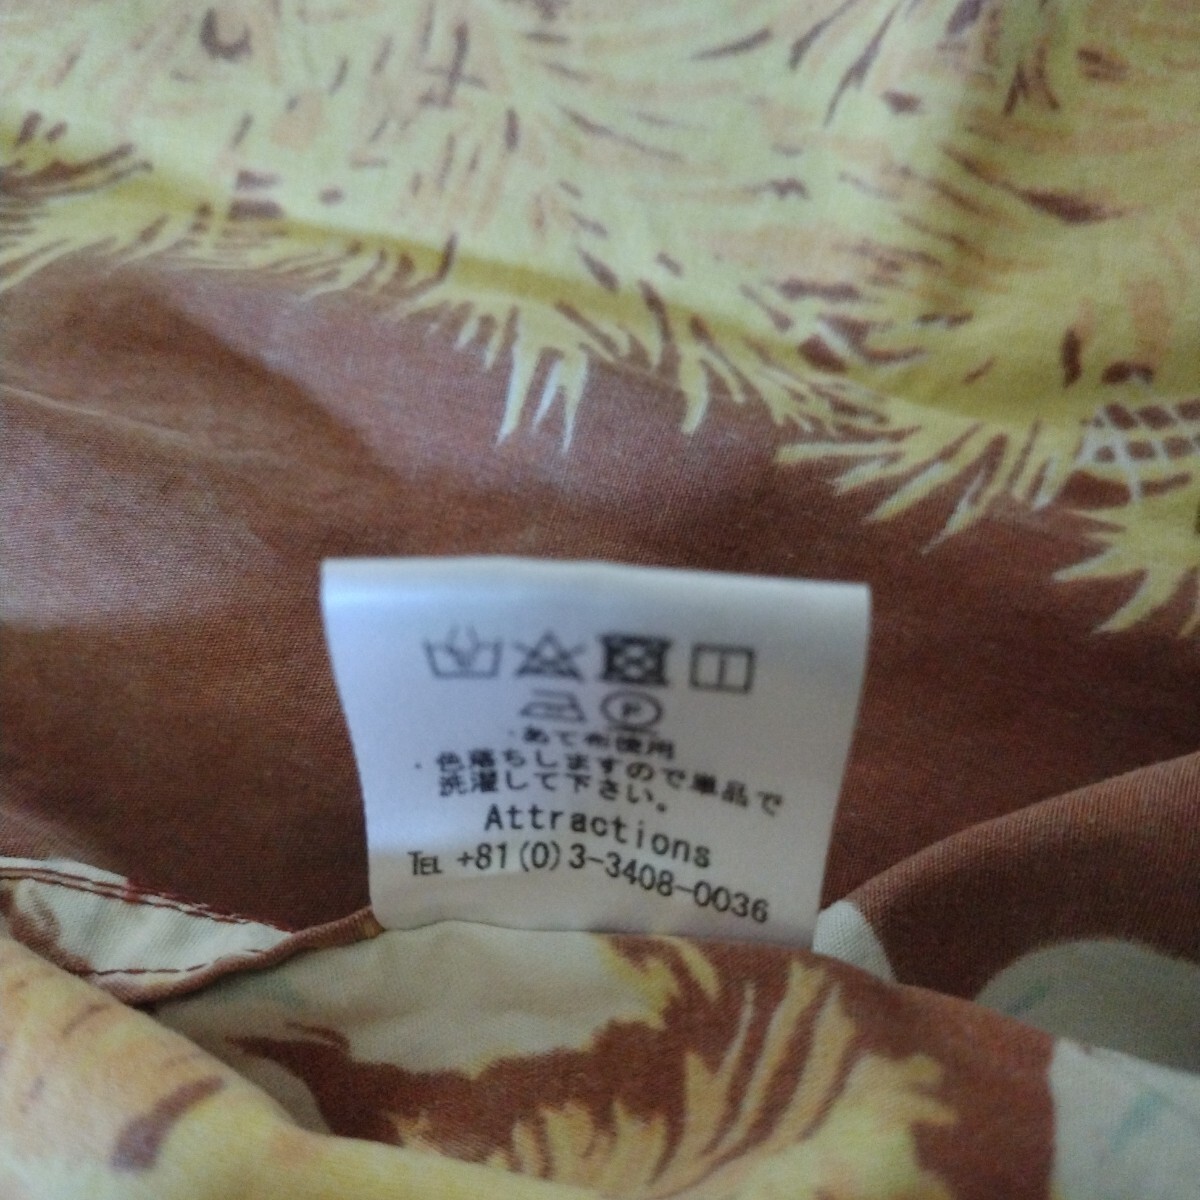 P
・あて布使用
・色落ちしますので単品で
洗濯して下さい。
Attractions
TEL +81(0)3-3408-0036